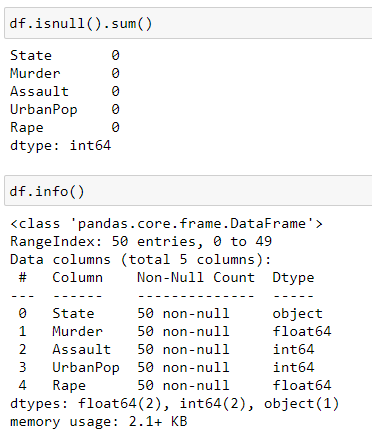 df.isnull().sum()
State       0
Murder      0
Assault     0
UrbanPop    0
Rape        0
dtype: int64
df.info()
<class 'pandas.core.frame.DataFrame'>
RangeIndex: 50 entries, 0 to 49
Data columns (total 5 columns):
 #   Column    Non-Null Count  Dtype
---  ------    --------------  -----
 0   State     50 non-null     object
 1   Murder    50 non-null     float64
 2   Assault   50 non-null     int64
 3   UrbanPop  50 non-null     int64
 4   Rape      50 non-null     float64
dtypes: float64(2), int64(2), object(1)
memory usage: 2.1+ KB